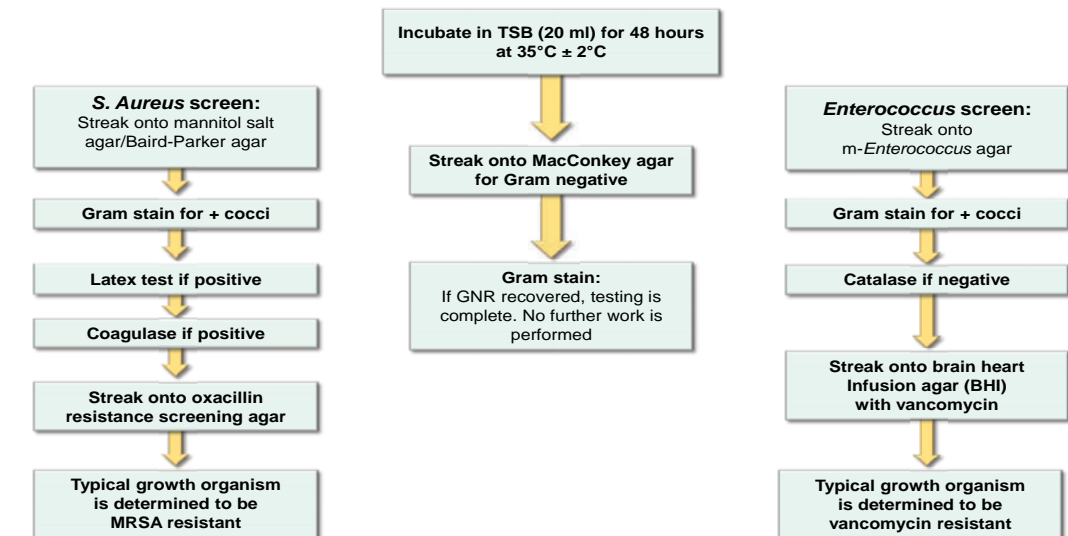 Incubate in TSB (20 ml) for 48 hours
at 35°C ± 2°C
S. Aureus screen:
Streak onto mannitol salt
agar/Baird-Parker agar
Gram stain for + cocci
Latex test if positive
Coagulase if positive
Streak onto oxacillin
resistance screening agar
Typical growth organism
is determined to be
MRSA resistant
Streak onto MacConkey agar
for Gram negative
Gram stain:
If GNR recovered, testing is
complete. No further work is
performed
Enterococcus screen:
Streak onto
m-Enterococcus agar
Gram stain for + cocci
Catalase if negative
Streak onto brain heart
Infusion agar (BHI)
with vancomycin
Typical growth organism
is determined to be
vancomycin resistant